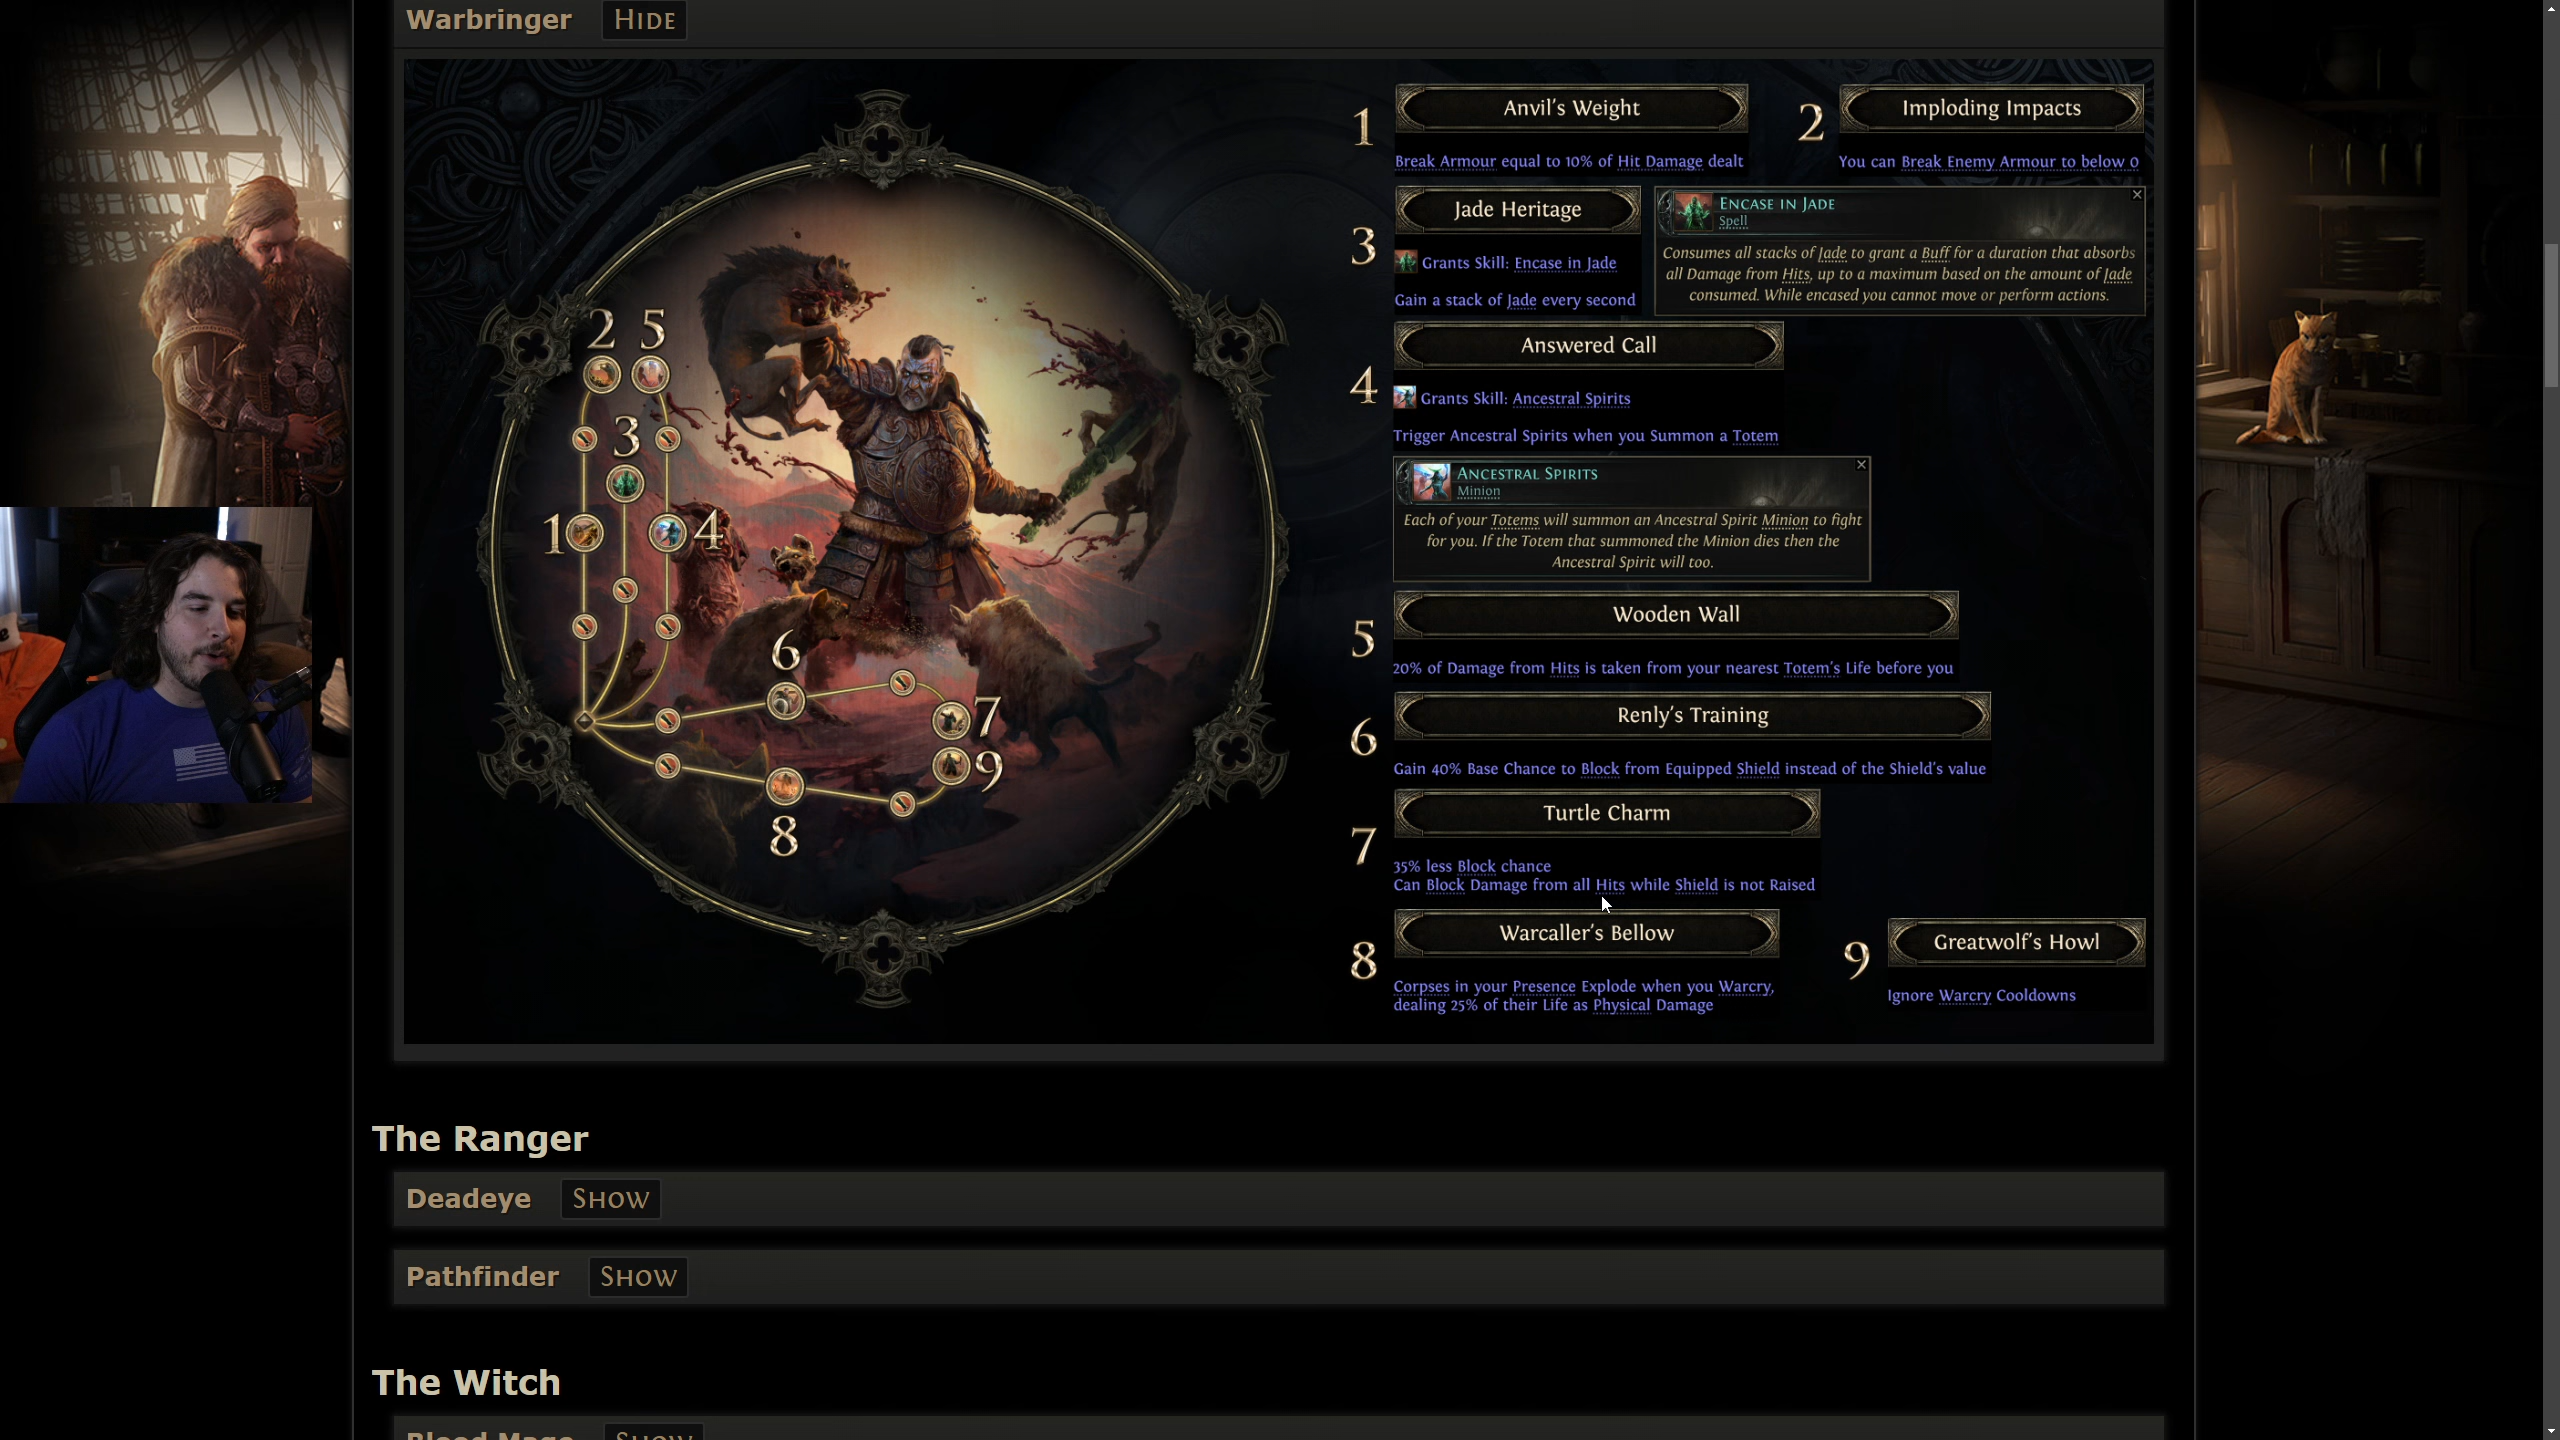 Warbringer HIDE
1 Anvil's Weight
Break Armour equal to 10% of Hit Damage dealt
2 Imploding Impacts
You can Break Enemy Armour to below 0
3 Jade Heritage
Grants Skill: Encase in Jade
Gain a stack of Jade every second
ENCASE IN JADE
Spell
Consumes all stacks of Jade to grant a Buff for a duration that absorbs
all Damage from Hits, up to a maximum based on the amount of Jade
consumed. While encased you cannot move or perform actions.
4 Answered Call
Grants Skill: Ancestral Spirits
Trigger Ancestral Spirits when you Summon a Totem
ANCESTRAL SPIRITS
Minion
Each of your Totems will summon an Ancestral Spirit Minion to fight
for you. If the Totem that summoned the Minion dies then the
Ancestral Spirit will too.
5 Wooden Wall
20% of Damage from Hits is taken from your nearest Totem's Life before you
6 Renly's Training
Gain 40% Base Chance to Block from Equipped Shield instead of the Shield's value
7 Turtle Charm
35% less Block chance
Can Block Damage from all Hits while Shield is not Raised
8 Warcaller's Bellow
Corpses in your Presence Explode when you Warcry,
dealing 25% of their Life as Physical Damage
9 Greatwolf's Howl
Ignore Warcry Cooldowns
2 5
3
1 4
6
7
9
8
The Ranger
Deadeye SHOW
Pathfinder SHOW
The Witch
Blood Mage SHOW